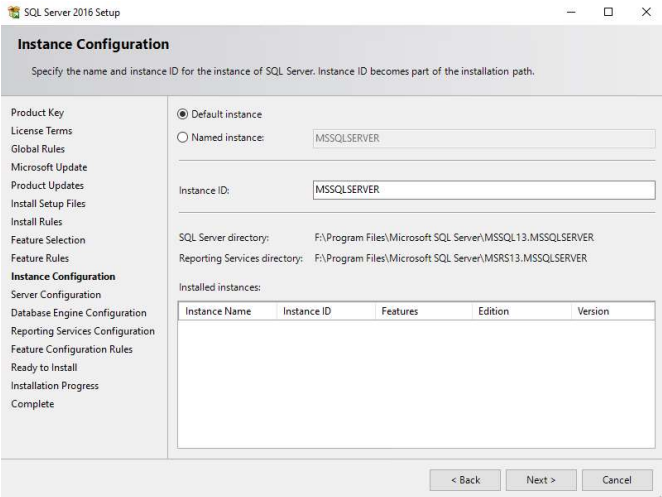 SQL Server 2016 Setup
Instance Configuration
Specify the name and instance ID for the instance of SQL Server. Instance ID becomes part of the installation path.
Product Key
License Terms
Global Rules
Microsoft Update
Product Updates
Install Setup Files
Install Rules
Feature Selection
Feature Rules
Instance Configuration
Server Configuration
Database Engine Configuration
Reporting Services Configuration
Feature Configuration Rules
Ready to Install
Installation Progress
Complete
Default instance
Named instance: MSSQLSERVER
Instance ID: MSSQLSERVER
SQL Server directory: F:\Program Files\Microsoft SQL Server\MSSQL13.MSSQLSERVER
Reporting Services directory: F:\Program Files\Microsoft SQL Server\MSRS13.MSSQLSERVER
Installed instances:
Instance Name Instance ID Features Edition Version
< Back Next > Cancel